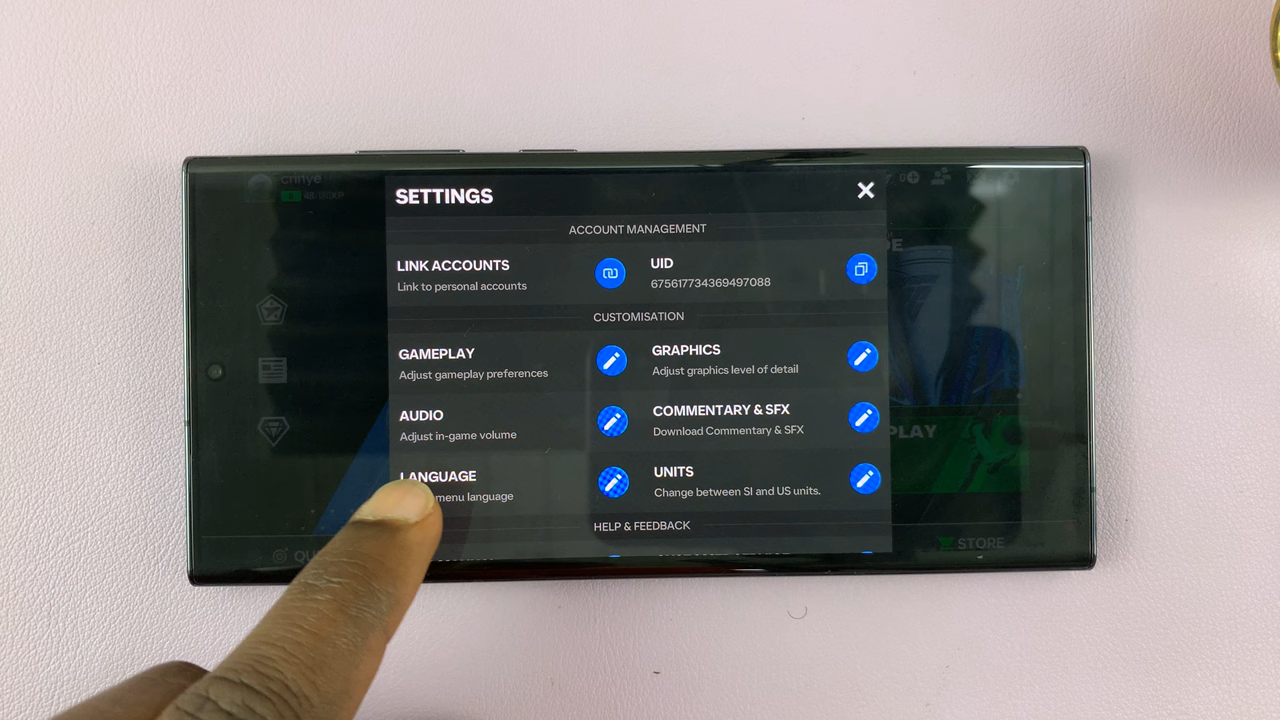 SETTINGS
ACCOUNT MANAGEMENT
LINK ACCOUNTS
Link to personal accounts
UID
675617734369497088
CUSTOMISATION
GAMEPLAY
Adjust gameplay preferences
GRAPHICS
Adjust graphics level of detail
AUDIO
Adjust in-game volume
COMMENTARY & SFX
Download Commentary & SFX
LANGUAGE
menu language
UNITS
Change between SI and US units.
HELP & FEEDBACK
STORE